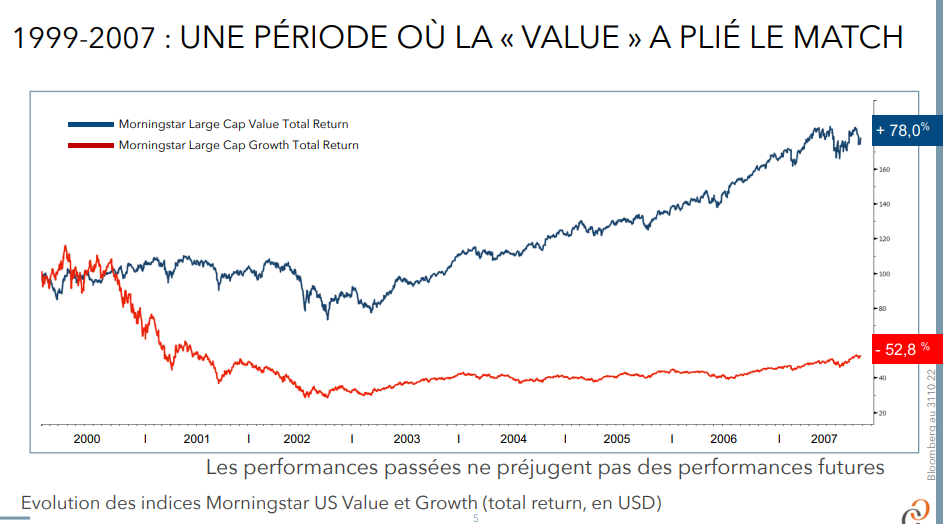 1999-2007 : UNE PÉRIODE OÙ LA « VALUE » A PLIÉ LE MATCH
Morningstar Large Cap Value Total Return
Morningstar Large Cap Growth Total Return
+ 78,0%
160
140
120
100
80
- 52,8 %
40
20
2000 I 2001 I 2002 I 2003 I 2004 I 2005 I 2006 I 2007
Bloomberg au 31 10 22
Les performances passées ne préjugent pas des performances futures
Evolution des indices Morningstar US Value et Growth (total return, en USD)
5